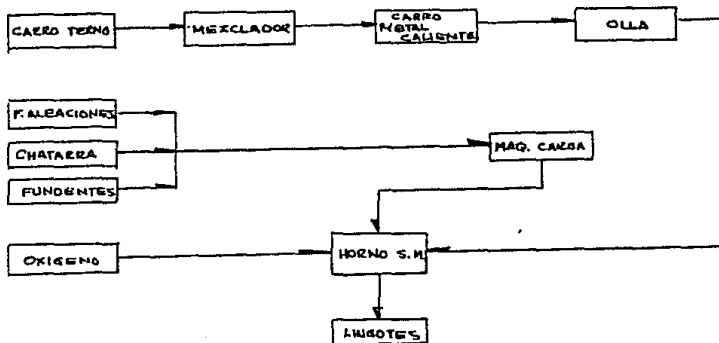 CARRO TERMO
MEZCLADOR
CARRO
METAL
CALIENTE
OLLA
F. ALEACIONES
CHATARRA
FUNDENTES
MAQ. CARGA
OXIGENO
HORNO S.M.
LINGOTES